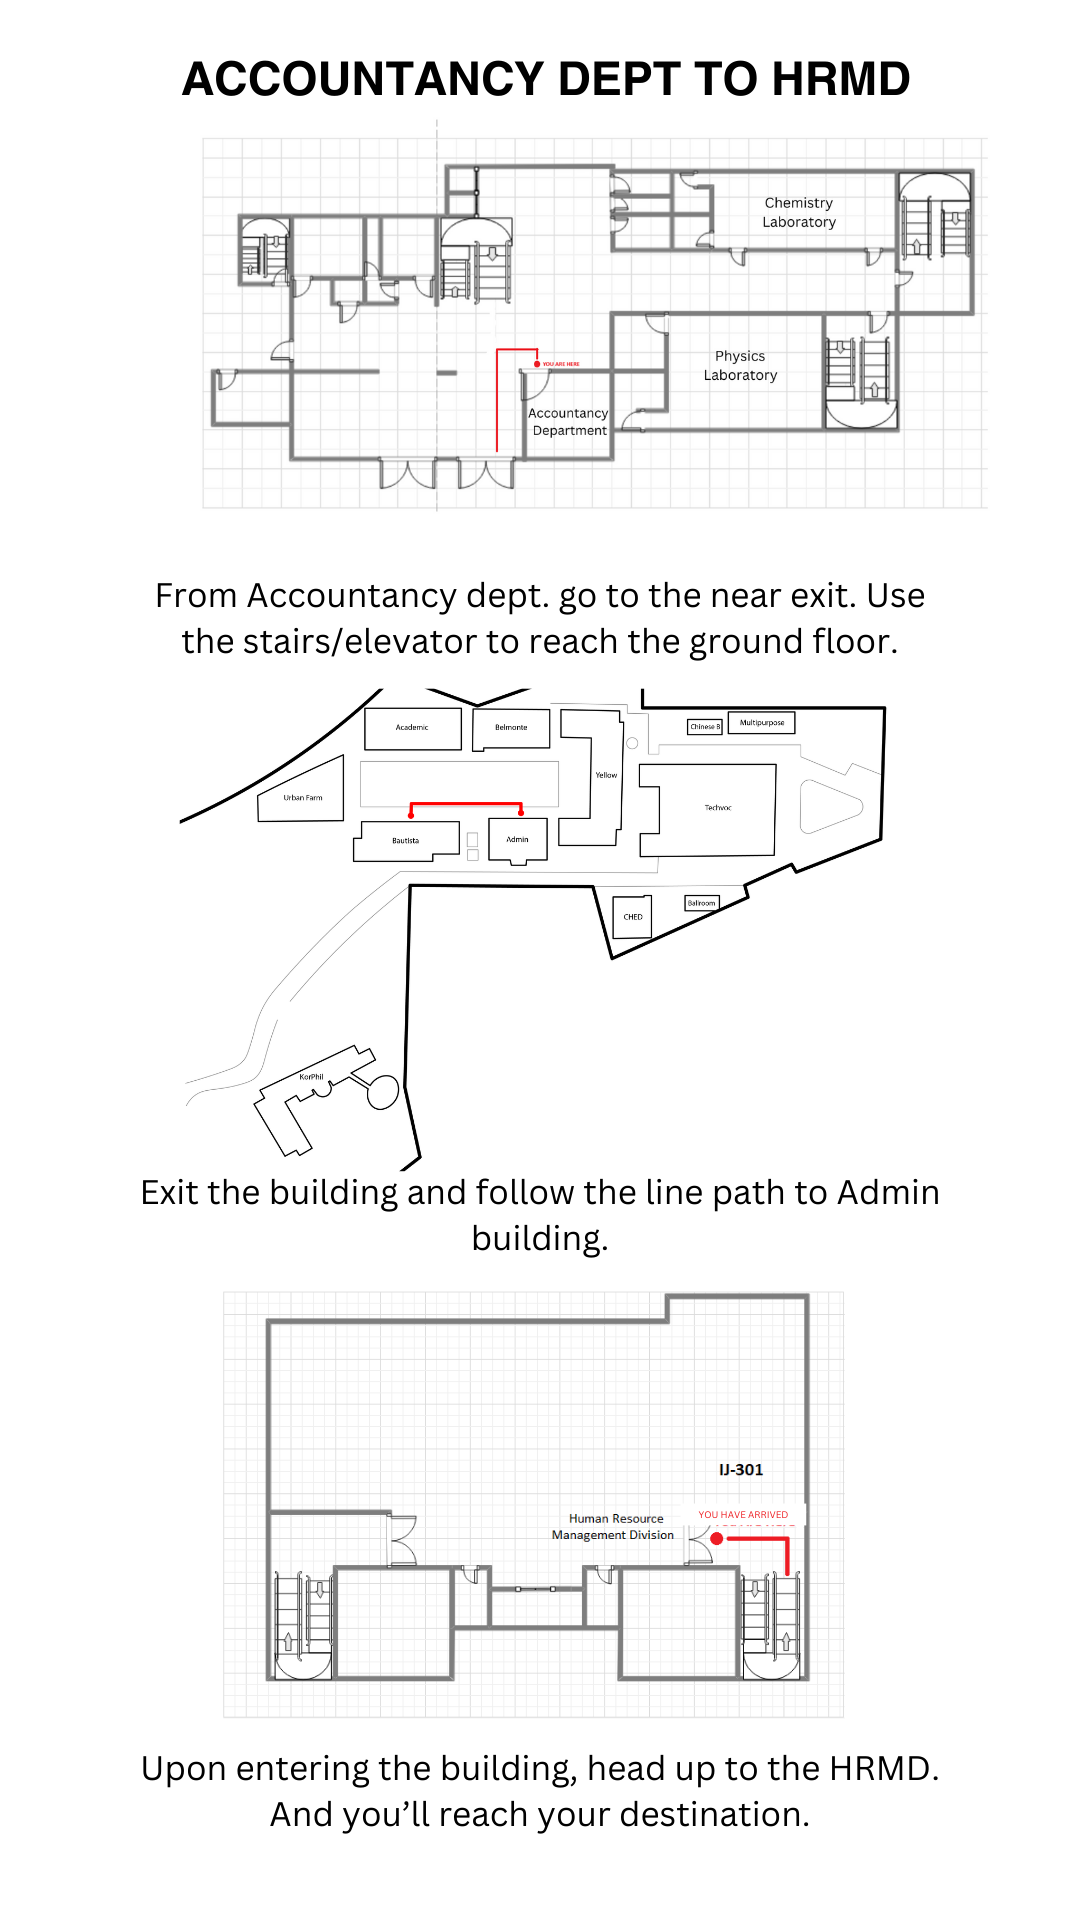 ACCOUNTANCY DEPT TO HRMD
Chemistry
Laboratory
Physics
Laboratory
YOU ARE HERE
Accountancy
Department
From Accountancy dept. go to the near exit. Use
the stairs/elevator to reach the ground floor.
Academic
Belmonte
Chinese B
Multipurpose
Yellow
Urban Farm
Techvoc
Bautista
Admin
CHED
Ballroom
KorPhil
Exit the building and follow the line path to Admin
building.
IJ-301
YOU HAVE ARRIVED
Human Resource
Management Division
Upon entering the building, head up to the HRMD.
And you’ll reach your destination.